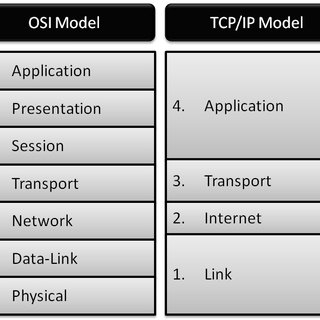 OSI Model
Application
Presentation
Session
Transport
Network
Data-Link
Physical
TCP/IP Model
4. Application
3. Transport
2. Internet
1. Link